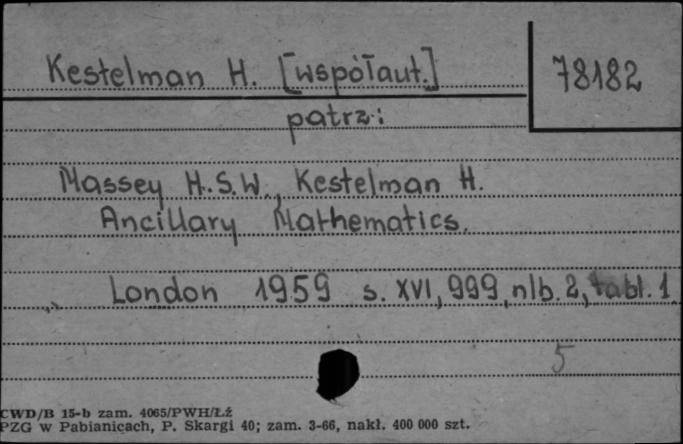 Kestelman H. [współaut.]
78182
patrz:
Massey H.S.W., Kestelman H.
Ancillary Mathematics.
London 1959 s. XVI, 999, nlb. 2, tabl. 1
5
CWD/B 15-b zam. 4065/PWH/Łź
PZG w Pabianicach, P. Skargi 40; zam. 3-66, nakł. 400 000 szt.